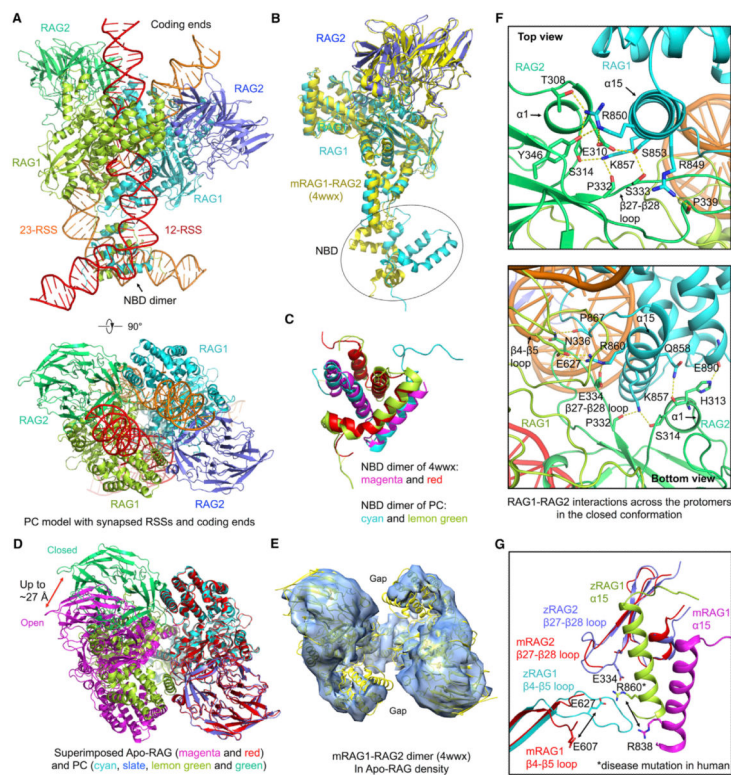 A
Coding ends
RAG2
RAG2
RAG1
RAG1
23-RSS
12-RSS
NBD dimer
90°
RAG1
RAG2
RAG1
RAG2
PC model with synapsed RSSs and coding ends
B
RAG2
RAG1
mRAG1-RAG2
(4wwx)
NBD
C
NBD dimer of 4wwx:
magenta and red
NBD dimer of PC:
cyan and lemon green
D
Closed
Up to
~27 Å
Open
Superimposed Apo-RAG (magenta and red)
and PC (cyan, slate, lemon green and green)
E
Gap
Gap
mRAG1-RAG2 dimer (4wwx)
In Apo-RAG density
F
Top view
RAG1
RAG2
α15
T308
α1
R850
Y346
E310
S853
K857
R849
S314
P332
S333
P339
β27-β28
loop
P867
α15
N336
R860
Q858
β4-β5
loop
E627
E890
E334
K857
H313
β27-β28 loop
α1
RAG1
P332
RAG2
S314
Bottom view
RAG1-RAG2 interactions across the protomers
in the closed conformation
G
zRAG1
α15
zRAG2
β27-β28 loop
mRAG1
α15
mRAG2
β27-β28 loop
zRAG1
β4-β5 loop
E334
R860*
E627
E607
R838
mRAG1
β4-β5 loop
*disease mutation in human